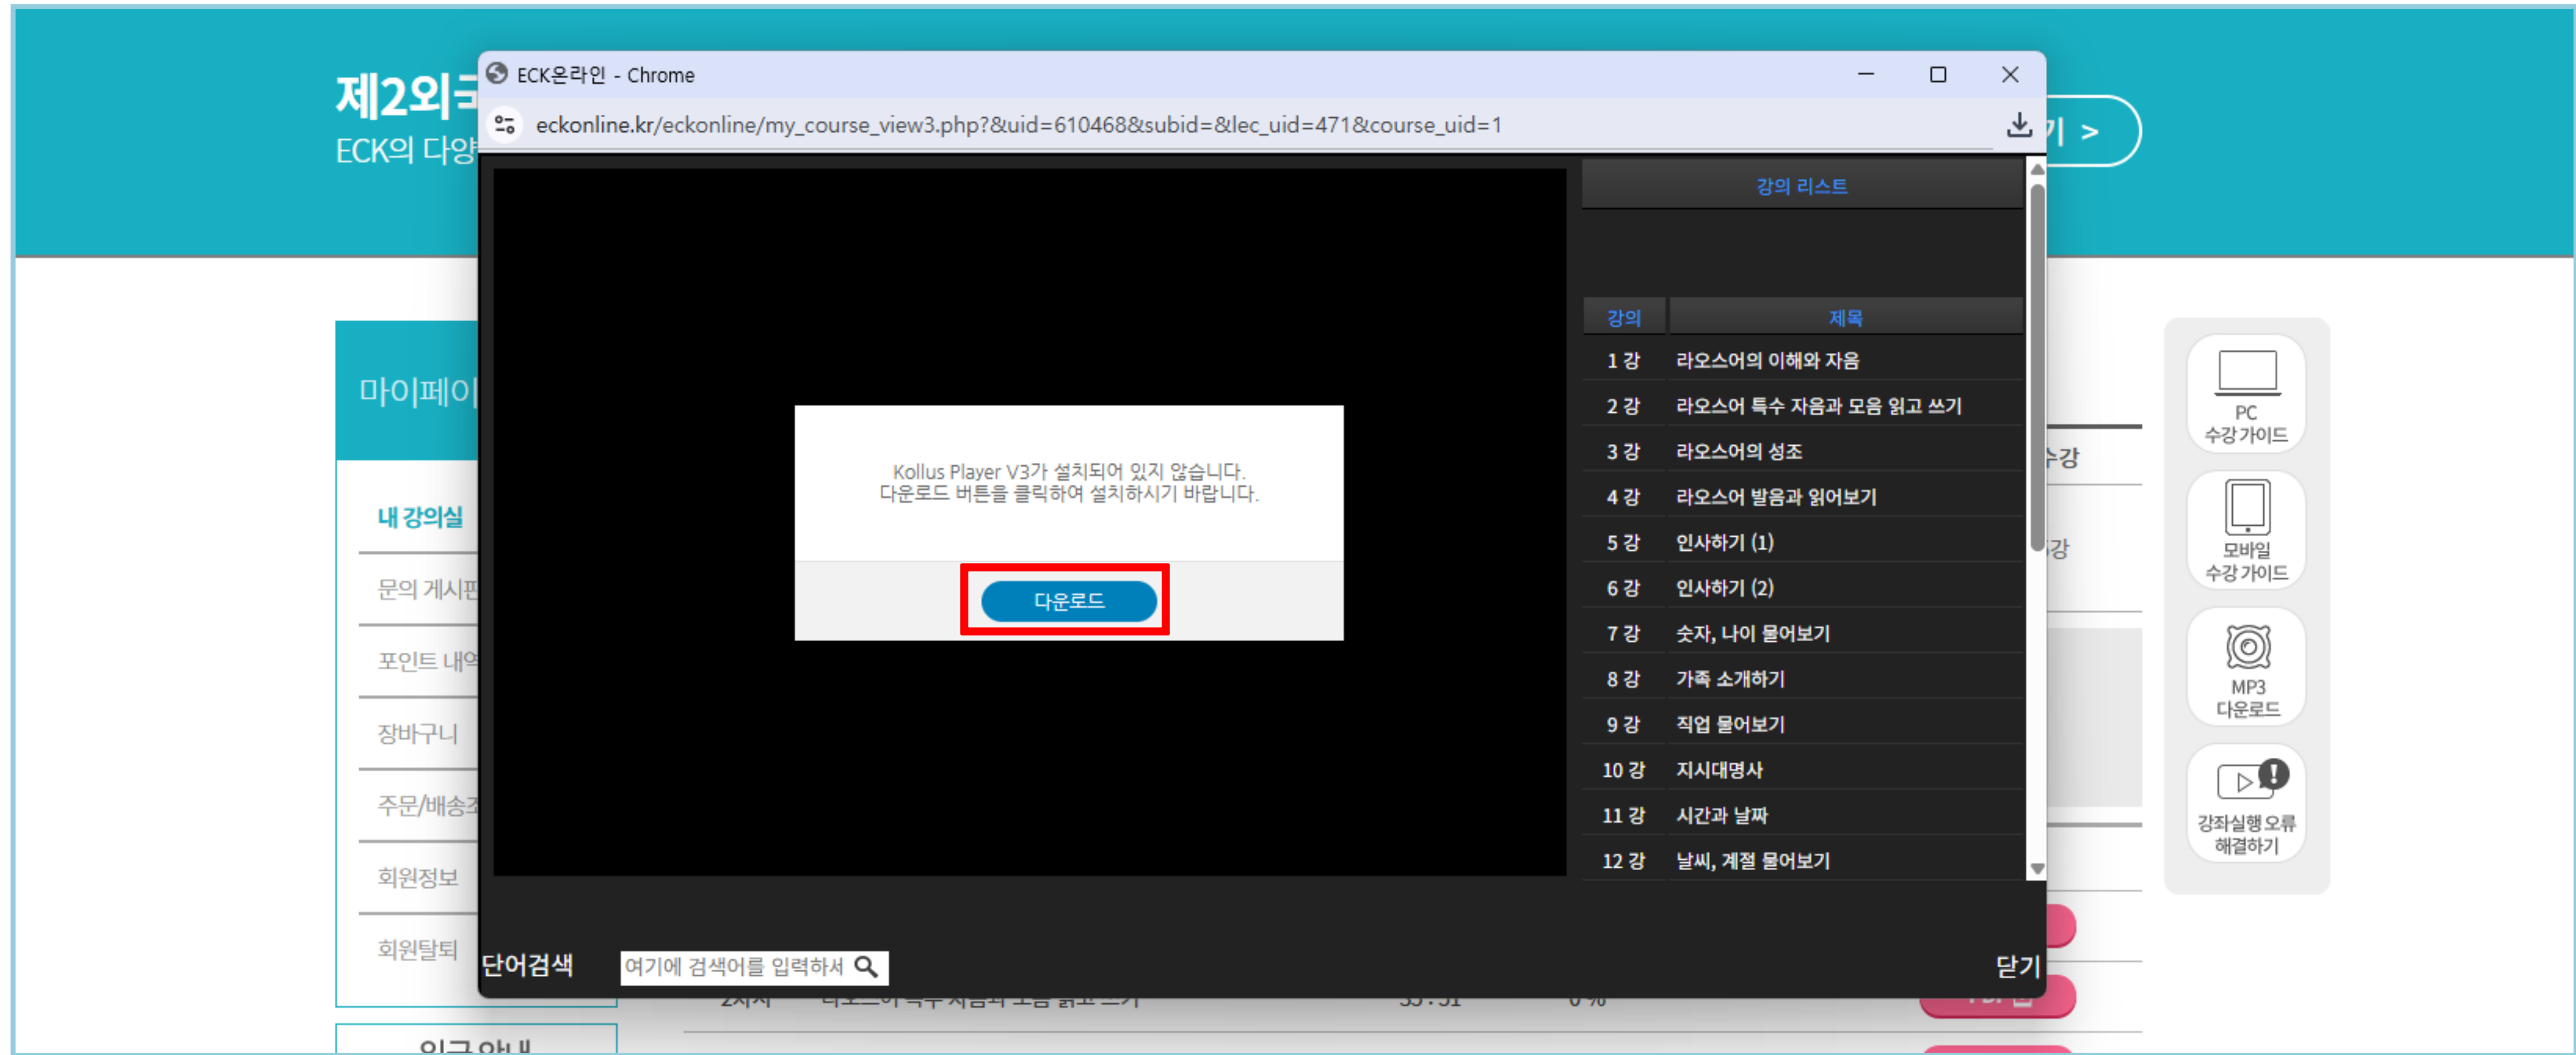 제2외
ECK의 다양
기 >
ECK온라인 - Chrome
eckonline.kr/eckonline/my_course_view3.php?&uid=610468&subid=&lec_uid=471&course_uid=1
강의 리스트
강의 제목
1 강 라오스어의 이해와 자음
2 강 라오스어 특수 자음과 모음 읽고 쓰기
3 강 라오스어의 성조
4 강 라오스어 발음과 읽어보기
5 강 인사하기 (1)
6 강 인사하기 (2)
7 강 숫자, 나이 물어보기
8 강 가족 소개하기
9 강 직업 물어보기
10 강 지시대명사
11 강 시간과 날짜
12 강 날씨, 계절 물어보기
Kollus Player V3가 설치되어 있지 않습니다.
다운로드 버튼을 클릭하여 설치하시기 바랍니다.
다운로드
단어검색
여기에 검색어를 입력하세
닫기
마이페이
내 강의실
문의 게시판
포인트 내역
장바구니
주문/배송조
회원정보
회원탈퇴
수강
강
PC
수강 가이드
모바일
수강 가이드
MP3
다운로드
강좌실행 오류
해결하기